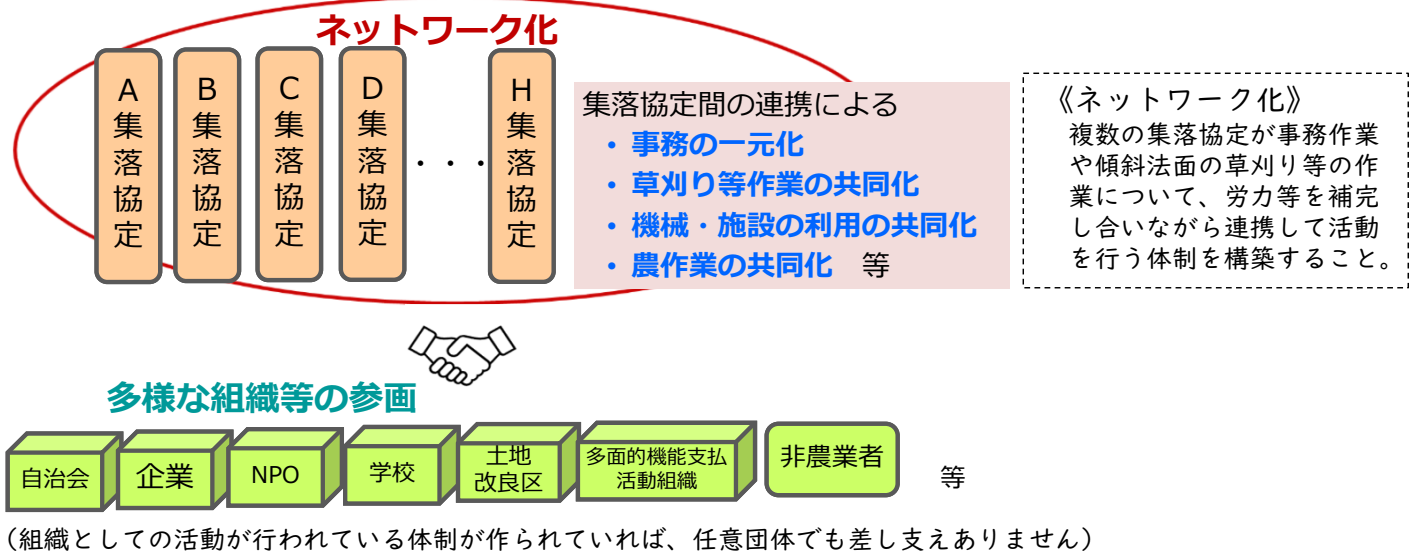 ネットワーク化
A集落協定
B集落協定
C集落協定
D集落協定
・・・
H集落協定
集落協定間の連携による
・事務の一元化
・草刈り等作業の共同化
・機械・施設の利用の共同化
・農作業の共同化　等
《ネットワーク化》
複数の集落協定が事務作業
や傾斜法面の草刈り等の作
業について、労力等を補完
し合いながら連携して活動
を行う体制を構築すること。
多様な組織等の参画
自治会
企業
NPO
学校
土地
改良区
多面的機能支払
活動組織
非農業者
等
（組織としての活動が行われている体制が作られていれば、任意団体でも差し支えありません）